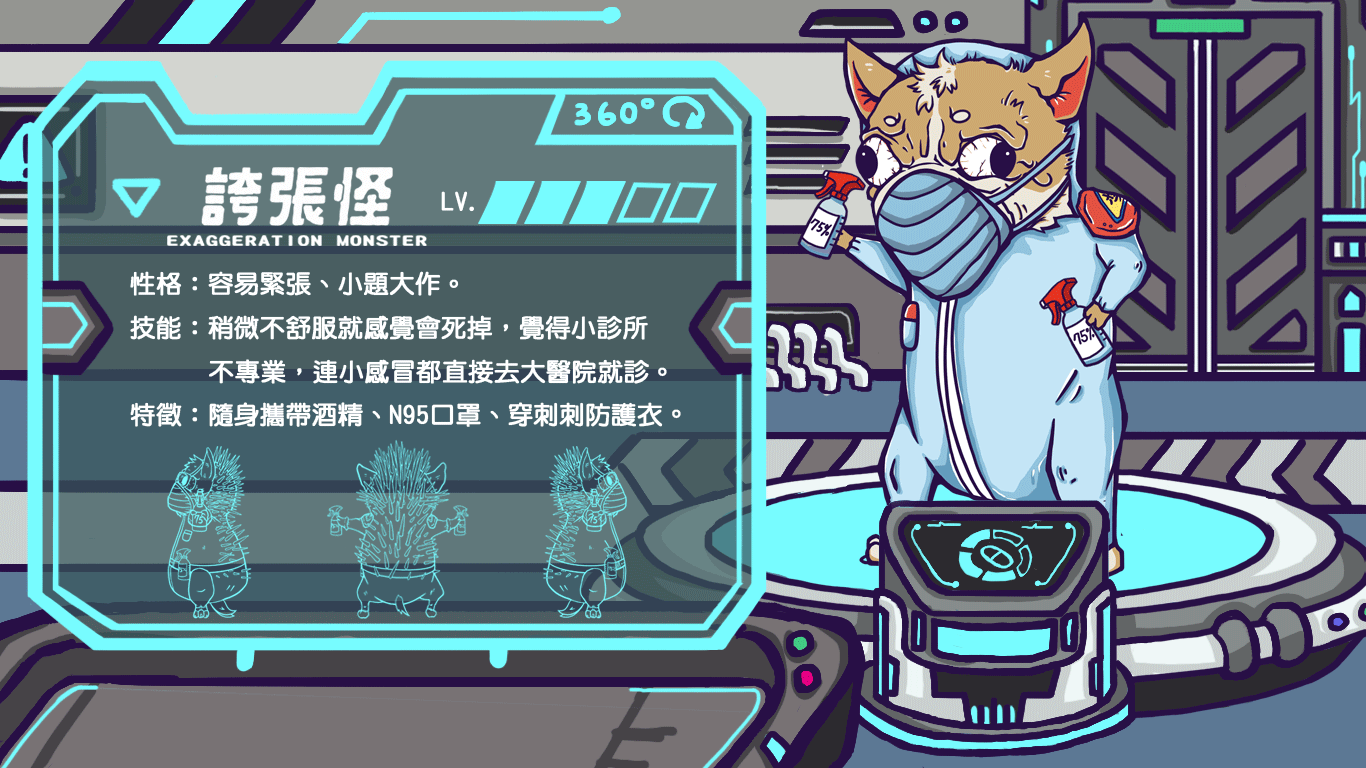 360°
誇張怪 LV.
EXAGGERATION MONSTER
性格：容易緊張、小題大作。
技能：稍微不舒服就感覺會死掉，覺得小診所
不專業，連小感冒都直接去大醫院就診。
特徵：隨身攜帶酒精、N95口罩、穿刺刺防護衣。
75%
75%